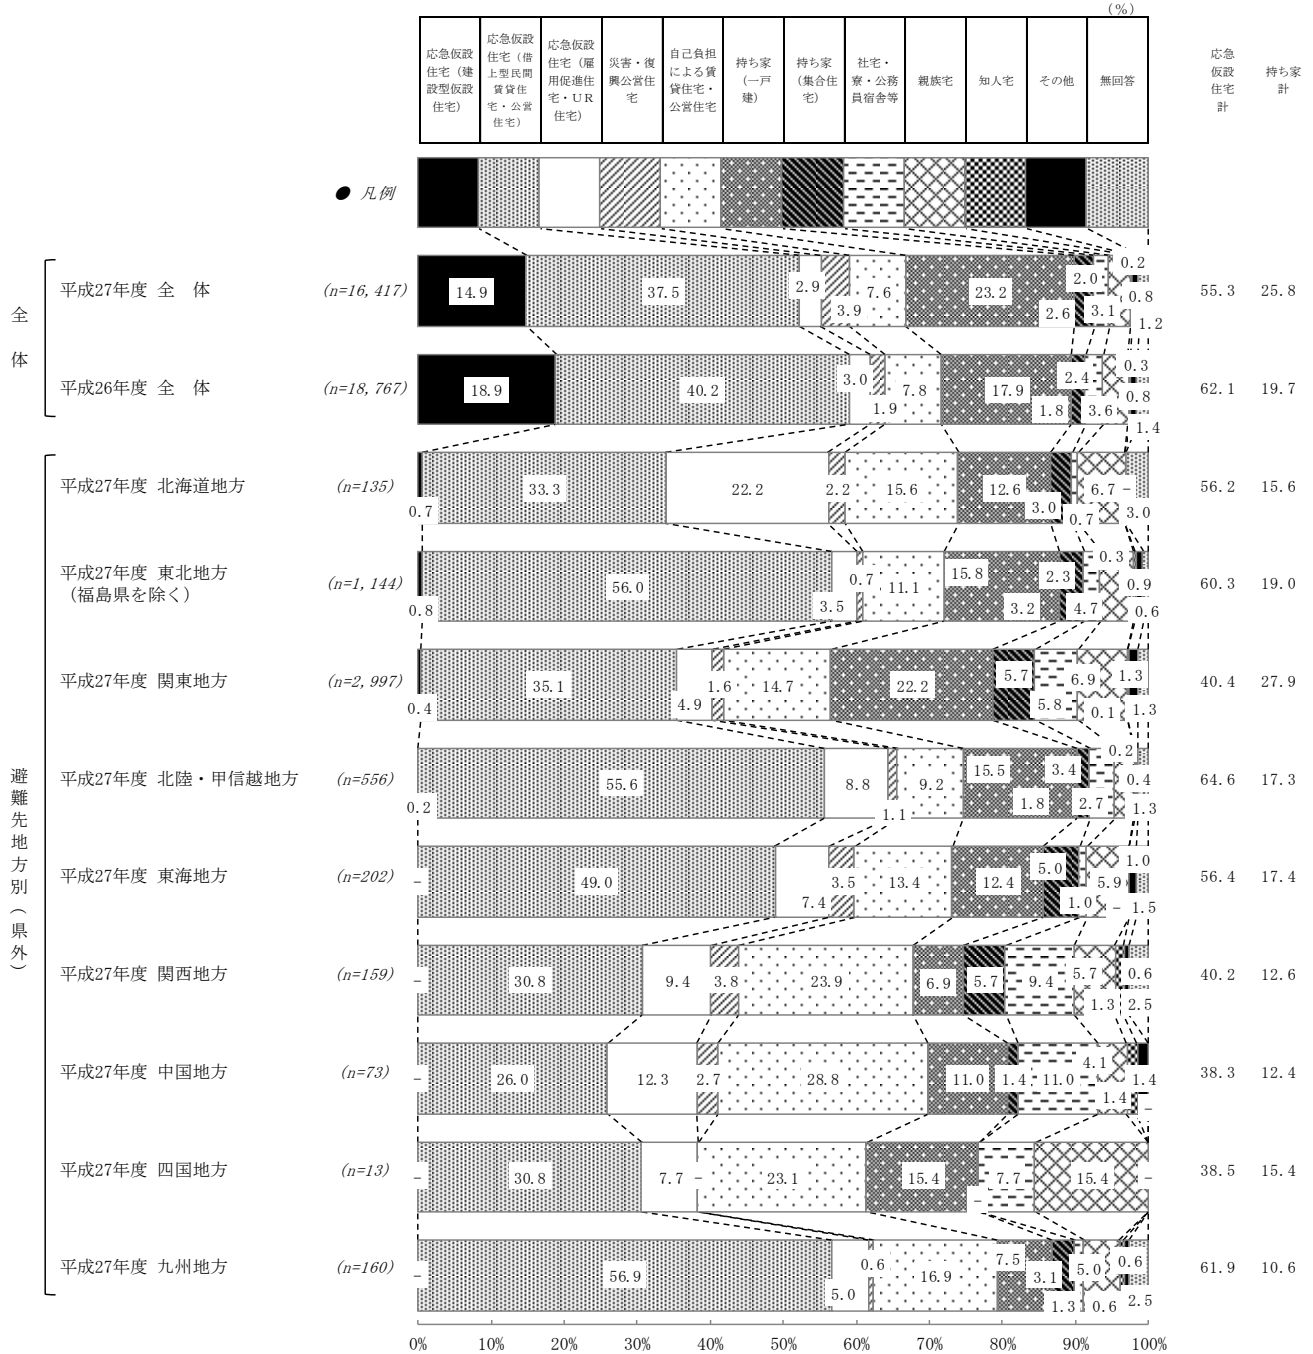 (%)
応急仮設住宅（建設型仮設住宅）
応急仮設住宅（借上型民間賃貸住宅・公営住宅）
応急仮設住宅（雇用促進住宅・ＵＲ住宅）
災害・復興公営住宅
自己負担による賃貸住宅・公営住宅
持ち家（一戸建）
持ち家（集合住宅）
社宅・寮・公務員宿舎等
親族宅
知人宅
その他
無回答
応急仮設住宅計
持ち家計
● 凡例
全体
平成27年度 全　体 (n=16,417) 14.9 37.5 2.9 3.9 7.6 23.2 2.6 2.0 3.1 0.2 0.8 1.2 55.3 25.8
平成26年度 全　体 (n=18,767) 18.9 40.2 3.0 1.9 7.8 17.9 1.8 2.4 3.6 0.3 0.8 1.4 62.1 19.7
避難先地方別（県外）
平成27年度 北海道地方 (n=135) 0.7 33.3 22.2 2.2 15.6 12.6 3.0 0.7 6.7 − 3.0 56.2 15.6
平成27年度 東北地方
（福島県を除く） (n=1,144) 0.8 56.0 3.5 0.7 11.1 15.8 3.2 2.3 4.7 0.3 0.9 0.6 60.3 19.0
平成27年度 関東地方 (n=2,997) 0.4 35.1 4.9 1.6 14.7 22.2 5.7 5.8 6.9 0.1 1.3 1.3 40.4 27.9
平成27年度 北陸・甲信越地方 (n=556) 0.2 55.6 8.8 1.1 9.2 15.5 1.8 3.4 2.7 0.2 0.4 1.3 64.6 17.3
平成27年度 東海地方 (n=202) − 49.0 7.4 3.5 13.4 12.4 5.0 1.0 5.9 − 1.0 1.5 56.4 17.4
平成27年度 関西地方 (n=159) − 30.8 9.4 3.8 23.9 6.9 5.7 9.4 5.7 1.3 0.6 2.5 40.2 12.6
平成27年度 中国地方 (n=73) − 26.0 12.3 2.7 28.8 11.0 1.4 11.0 4.1 1.4 1.4 − 38.3 12.4
平成27年度 四国地方 (n=13) − 30.8 7.7 − 23.1 15.4 − 7.7 15.4 − 38.5 15.4
平成27年度 九州地方 (n=160) − 56.9 5.0 0.6 16.9 7.5 3.1 1.3 5.0 0.6 0.6 2.5 61.9 10.6
0% 10% 20% 30% 40% 50% 60% 70% 80% 90% 100%